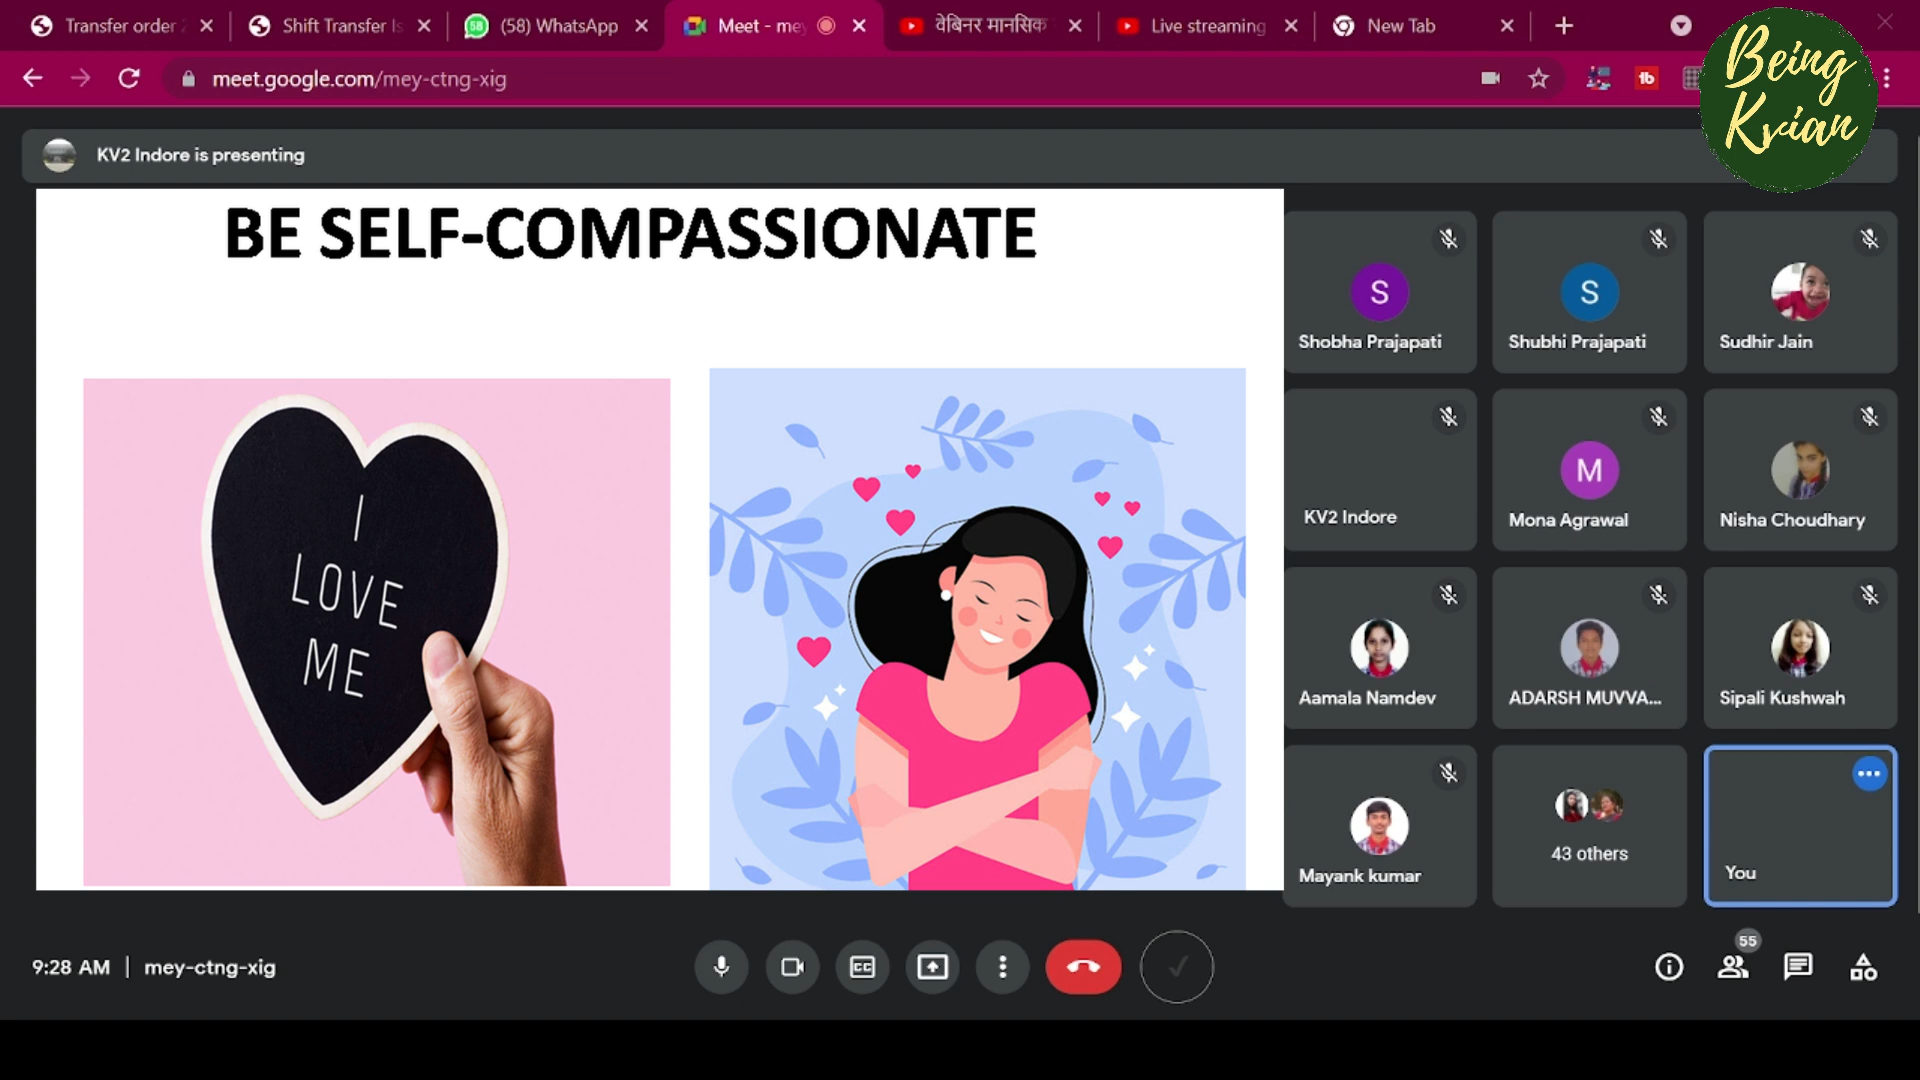 Transfer order
Shift Transfer Is
(58) WhatsApp
Meet - mey
वेबिनर मानसिक
Live streaming
New Tab
meet.google.com/mey-ctng-xig
Being
Kvian
KV2 Indore is presenting
BE SELF-COMPASSIONATE
I
LOVE
ME
S
Shobha Prajapati
S
Shubhi Prajapati
Sudhir Jain
KV2 Indore
M
Mona Agrawal
Nisha Choudhary
Aamala Namdev
ADARSH MUVVA...
Sipali Kushwah
Mayank kumar
43 others
You
9:28 AM | mey-ctng-xig
CC
55